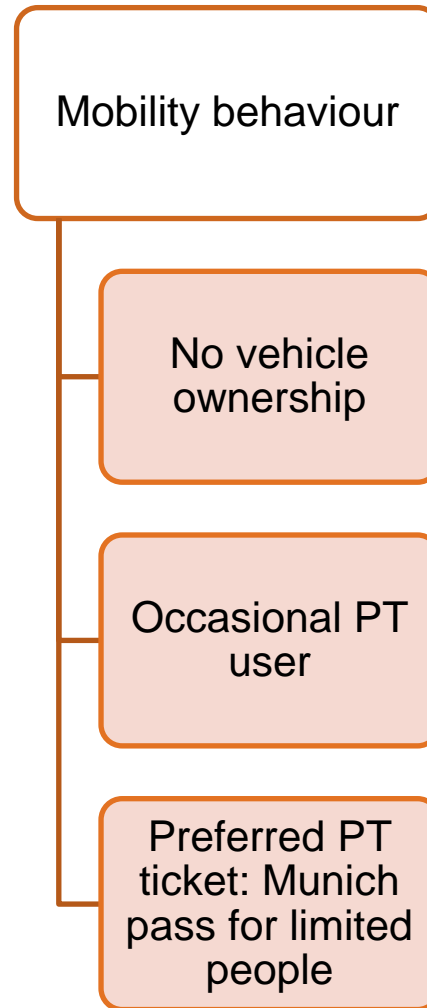 Mobility behaviour
No vehicle
ownership
Occasional PT
user
Preferred PT
ticket: Munich
pass for limited
people